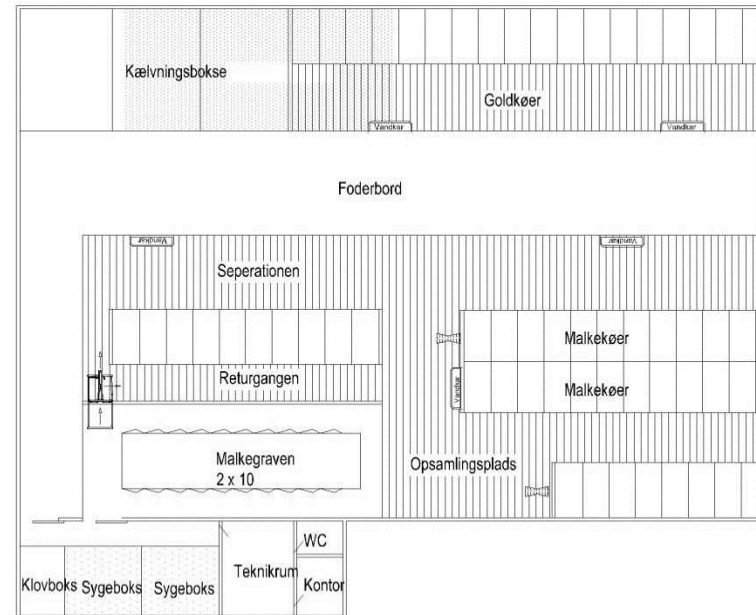 Kælvningsbokse
Goldkøer
Vandkar
Vandkar
Foderbord
Vandkar
Vandkar
Seperationen
Malkekøer
Returgangen
Vandkar
Malkekøer
Malkegraven
2 x 10
Opsamlingsplads
WC
Teknikrum
Klovboks
Sygeboks
Sygeboks
Kontor